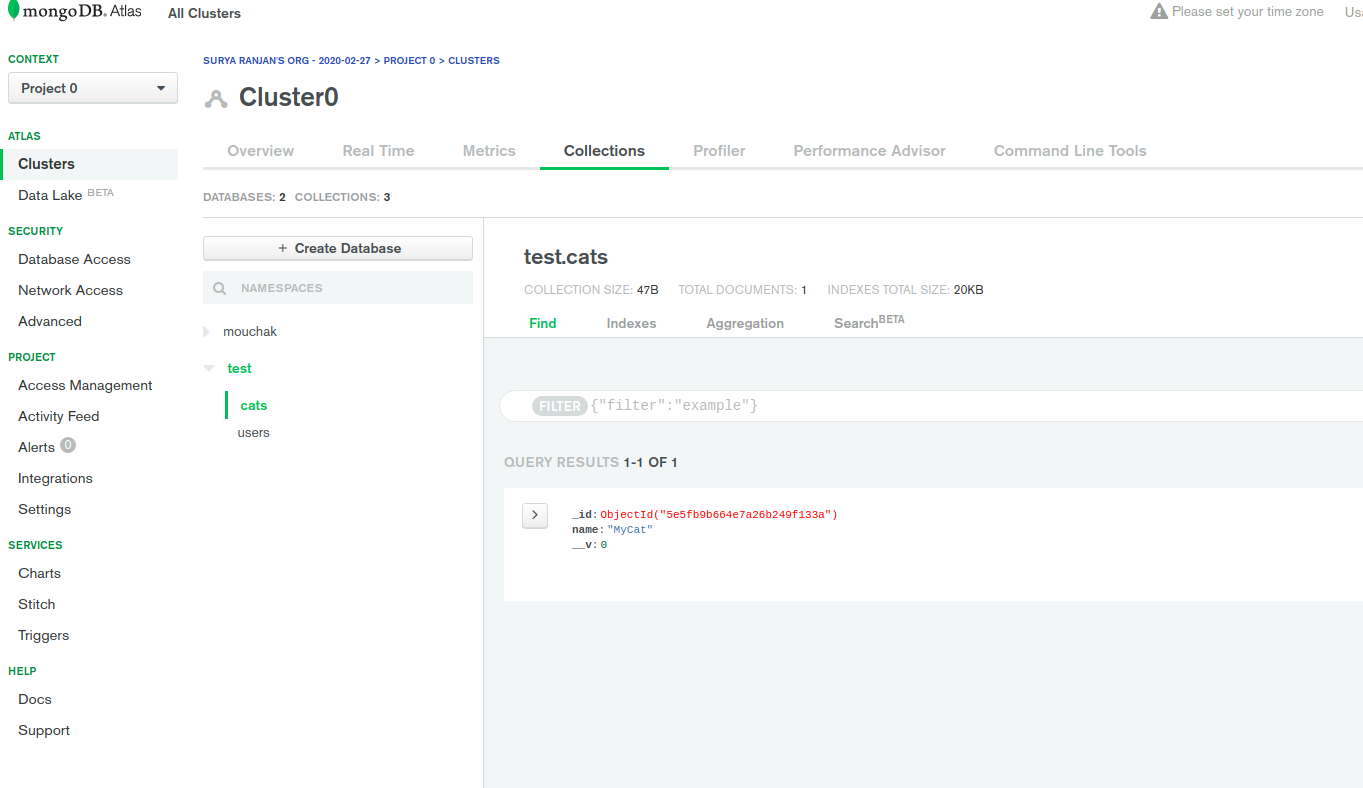 mongoDB. Atlas All Clusters Please set your time zone
CONTEXT
Project 0
ATLAS
Clusters
Data Lake BETA
SECURITY
Database Access
Network Access
Advanced
PROJECT
Access Management
Activity Feed
Alerts 0
Integrations
Settings
SERVICES
Charts
Stitch
Triggers
HELP
Docs
Support
SURYA RANJAN'S ORG - 2020-02-27 > PROJECT 0 > CLUSTERS
Cluster0
Overview Real Time Metrics Collections Profiler Performance Advisor Command Line Tools
DATABASES: 2 COLLECTIONS: 3
+ Create Database
NAMESPACES
mouchak
test
cats
users
test.cats
COLLECTION SIZE: 47B TOTAL DOCUMENTS: 1 INDEXES TOTAL SIZE: 20KB
Find Indexes Aggregation Search BETA
FILTER {"filter":"example"}
QUERY RESULTS 1-1 OF 1
_id: ObjectId("5e5fb9b664e7a26b249f133a")
name: "MyCat"
__v: 0